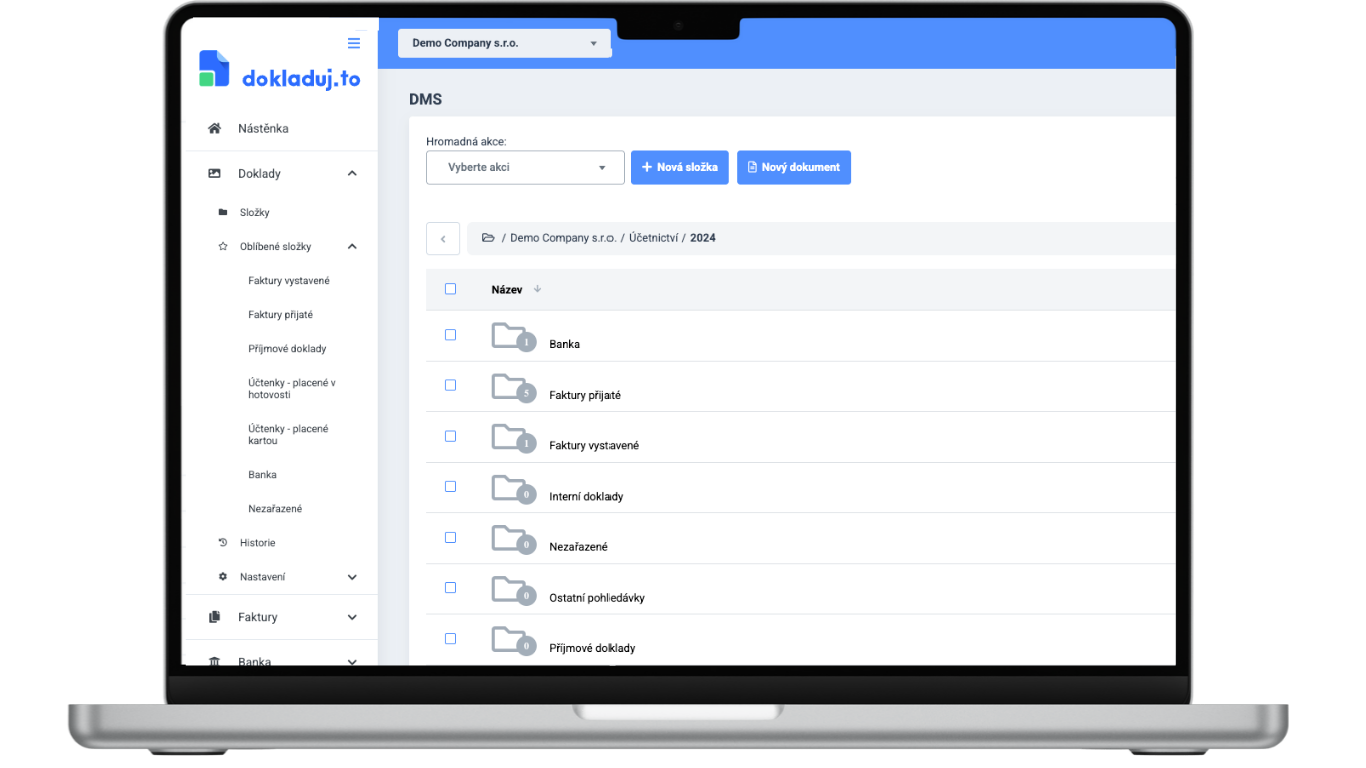 dokladuj.to
Nástěnka
Doklady
Složky
Oblíbené složky
Faktury vystavené
Faktury přijaté
Příjmové doklady
Účtenky - placené v
hotovosti
Účtenky - placené
kartou
Banka
Nezařazené
Historie
Nastavení
Faktury
Banka
Demo Company s.r.o.
DMS
Hromadná akce:
Vyberte akci
+ Nová složka
Nový dokument
/ Demo Company s.r.o. / Účetnictví / 2024
Název
1 Banka
5 Faktury přijaté
1 Faktury vystavené
0 Interní doklady
0 Nezařazené
0 Ostatní pohledávky
0 Příjmové doklady